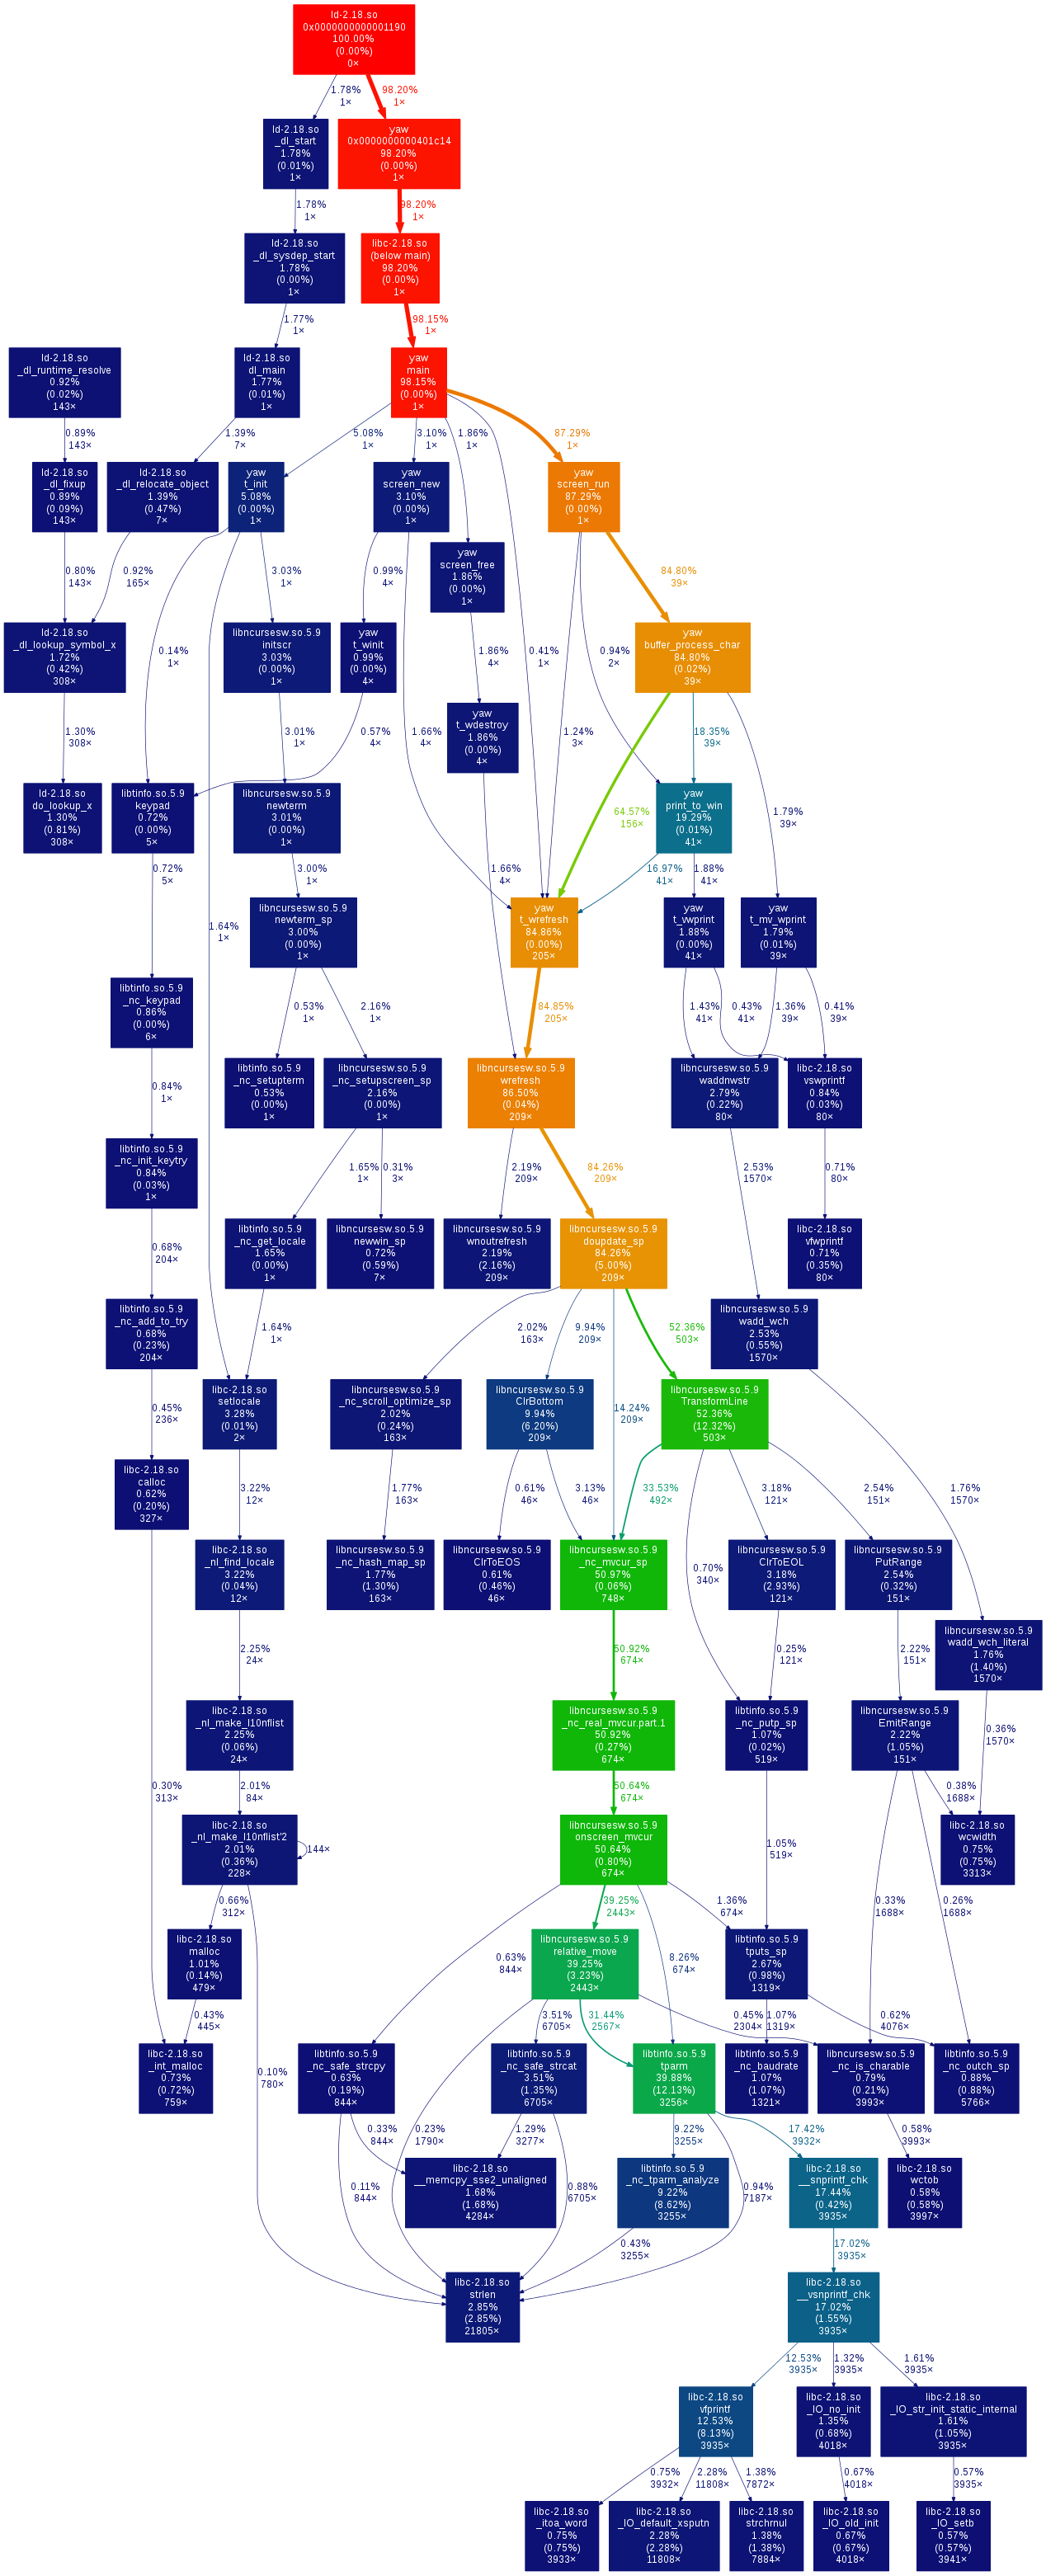 ld-2.18.so
0x0000000000001190
100.00%
(0.00%)
0×
1.78%
1×
98.20%
1×
ld-2.18.so
_dl_start
1.78%
(0.01%)
1×
yaw
0x0000000000401c14
98.20%
(0.00%)
1×
1.78%
1×
98.20%
1×
ld-2.18.so
_dl_sysdep_start
1.78%
(0.00%)
1×
libc-2.18.so
(below main)
98.20%
(0.00%)
1×
1.77%
1×
98.15%
1×
ld-2.18.so
_dl_runtime_resolve
0.92%
(0.02%)
143×
ld-2.18.so
dl_main
1.77%
(0.01%)
1×
yaw
main
98.15%
(0.00%)
1×
0.89%
143×
1.39%
7×
5.08%
1×
3.10%
1×
1.86%
1×
87.29%
1×
ld-2.18.so
_dl_fixup
0.89%
(0.09%)
143×
ld-2.18.so
_dl_relocate_object
1.39%
(0.47%)
7×
yaw
t_init
5.08%
(0.00%)
1×
yaw
screen_new
3.10%
(0.00%)
1×
yaw
screen_run
87.29%
(0.00%)
1×
yaw
screen_free
1.86%
(0.00%)
1×
0.80%
143×
0.92%
165×
3.03%
1×
0.99%
4×
84.80%
39×
ld-2.18.so
_dl_lookup_symbol_x
1.72%
(0.42%)
308×
0.14%
1×
libncursesw.so.5.9
initscr
3.03%
(0.00%)
1×
yaw
t_winit
0.99%
(0.00%)
4×
1.86%
4×
0.41%
1×
0.94%
2×
yaw
buffer_process_char
84.80%
(0.02%)
39×
1.30%
308×
3.01%
1×
0.57%
4×
1.66%
4×
yaw
t_wdestroy
1.86%
(0.00%)
4×
1.24%
3×
18.35%
39×
ld-2.18.so
do_lookup_x
1.30%
(0.81%)
308×
libtinfo.so.5.9
keypad
0.72%
(0.00%)
5×
libncursesw.so.5.9
newterm
3.01%
(0.00%)
1×
64.57%
156×
yaw
print_to_win
19.29%
(0.01%)
41×
1.79%
39×
0.72%
5×
3.00%
1×
1.66%
4×
16.97%
41×
1.88%
41×
1.64%
1×
libncursesw.so.5.9
newterm_sp
3.00%
(0.00%)
1×
yaw
t_wrefresh
84.86%
(0.00%)
205×
yaw
t_vwprint
1.88%
(0.00%)
41×
yaw
t_mv_wprint
1.79%
(0.01%)
39×
libtinfo.so.5.9
_nc_keypad
0.86%
(0.00%)
6×
0.53%
1×
2.16%
1×
84.85%
205×
1.43%
41×
0.43%
41×
1.36%
39×
0.41%
39×
0.84%
1×
libtinfo.so.5.9
_nc_setupterm
0.53%
(0.00%)
1×
libncursesw.so.5.9
_nc_setupscreen_sp
2.16%
(0.00%)
1×
libncursesw.so.5.9
wrefresh
86.50%
(0.04%)
209×
libncursesw.so.5.9
waddnwstr
2.79%
(0.22%)
80×
libc-2.18.so
vswprintf
0.84%
(0.03%)
80×
libtinfo.so.5.9
_nc_init_keytry
0.84%
(0.03%)
1×
1.65%
1×
0.31%
3×
2.19%
209×
84.26%
209×
2.53%
1570×
0.71%
80×
0.68%
204×
libtinfo.so.5.9
_nc_get_locale
1.65%
(0.00%)
1×
libncursesw.so.5.9
newwin_sp
0.72%
(0.59%)
7×
libncursesw.so.5.9
wnoutrefresh
2.19%
(2.16%)
209×
libncursesw.so.5.9
doupdate_sp
84.26%
(5.00%)
209×
libc-2.18.so
vfwprintf
0.71%
(0.35%)
80×
libtinfo.so.5.9
_nc_add_to_try
0.68%
(0.23%)
204×
1.64%
1×
2.02%
163×
9.94%
209×
52.36%
503×
libncursesw.so.5.9
wadd_wch
2.53%
(0.55%)
1570×
0.45%
236×
libc-2.18.so
setlocale
3.28%
(0.01%)
2×
libncursesw.so.5.9
_nc_scroll_optimize_sp
2.02%
(0.24%)
163×
libncursesw.so.5.9
ClrBottom
9.94%
(6.20%)
209×
14.24%
209×
libncursesw.so.5.9
TransformLine
52.36%
(12.32%)
503×
libc-2.18.so
calloc
0.62%
(0.20%)
327×
3.22%
12×
1.77%
163×
0.61%
46×
3.13%
46×
33.53%
492×
3.18%
121×
2.54%
151×
1.76%
1570×
libc-2.18.so
_nl_find_locale
3.22%
(0.04%)
12×
libncursesw.so.5.9
_nc_hash_map_sp
1.77%
(1.30%)
163×
libncursesw.so.5.9
ClrToEOS
0.61%
(0.46%)
46×
libncursesw.so.5.9
_nc_mvcur_sp
50.97%
(0.06%)
748×
0.70%
340×
libncursesw.so.5.9
ClrToEOL
3.18%
(2.93%)
121×
libncursesw.so.5.9
PutRange
2.54%
(0.32%)
151×
2.25%
24×
50.92%
674×
0.25%
121×
2.22%
151×
libncursesw.so.5.9
wadd_wch_literal
1.76%
(1.40%)
1570×
libc-2.18.so
_nl_make_l10nflist
2.25%
(0.06%)
24×
libncursesw.so.5.9
_nc_real_mvcur.part.1
50.92%
(0.27%)
674×
libtinfo.so.5.9
_nc_putp_sp
1.07%
(0.02%)
519×
libncursesw.so.5.9
EmitRange
2.22%
(1.05%)
151×
0.36%
1570×
0.30%
313×
2.01%
84×
50.64%
674×
0.38%
1688×
libc-2.18.so
_nl_make_l10nflist'2
2.01%
(0.36%)
228×
144×
libncursesw.so.5.9
onscreen_mvcur
50.64%
(0.80%)
674×
1.05%
519×
libc-2.18.so
wcwidth
0.75%
(0.75%)
3313×
0.66%
312×
39.25%
2443×
1.36%
674×
0.33%
1688×
0.26%
1688×
libc-2.18.so
malloc
1.01%
(0.14%)
479×
0.63%
844×
libncursesw.so.5.9
relative_move
39.25%
(3.23%)
2443×
8.26%
674×
libtinfo.so.5.9
tputs_sp
2.67%
(0.98%)
1319×
0.43%
445×
3.51%
6705×
31.44%
2567×
0.45%
2304×
1.07%
1319×
0.62%
4076×
libc-2.18.so
_int_malloc
0.73%
(0.72%)
759×
0.10%
780×
libtinfo.so.5.9
_nc_safe_strcpy
0.63%
(0.19%)
844×
libtinfo.so.5.9
_nc_safe_strcat
3.51%
(1.35%)
6705×
libtinfo.so.5.9
tparm
39.88%
(12.13%)
3256×
libtinfo.so.5.9
_nc_baudrate
1.07%
(1.07%)
1321×
libncursesw.so.5.9
_nc_is_charable
0.79%
(0.21%)
3993×
libtinfo.so.5.9
_nc_outch_sp
0.88%
(0.88%)
5766×
0.33%
844×
0.23%
1790×
1.29%
3277×
9.22%
3255×
17.42%
3932×
0.58%
3993×
0.11%
844×
libc-2.18.so
__memcpy_sse2_unaligned
1.68%
(1.68%)
4284×
0.88%
6705×
libtinfo.so.5.9
_nc_tparm_analyze
9.22%
(8.62%)
3255×
0.94%
7187×
libc-2.18.so
__snprintf_chk
17.44%
(0.42%)
3935×
libc-2.18.so
wctob
0.58%
(0.58%)
3997×
0.43%
3255×
17.02%
3935×
libc-2.18.so
strlen
2.85%
(2.85%)
21805×
libc-2.18.so
__vsnprintf_chk
17.02%
(1.55%)
3935×
12.53%
3935×
1.32%
3935×
1.61%
3935×
libc-2.18.so
vfprintf
12.53%
(8.13%)
3935×
libc-2.18.so
_IO_no_init
1.35%
(0.68%)
4018×
libc-2.18.so
_IO_str_init_static_internal
1.61%
(1.05%)
3935×
0.75%
3932×
2.28%
11808×
1.38%
7872×
0.67%
4018×
0.57%
3935×
libc-2.18.so
_itoa_word
0.75%
(0.75%)
3933×
libc-2.18.so
_IO_default_xsputn
2.28%
(2.28%)
11808×
libc-2.18.so
strchrnul
1.38%
(1.38%)
7884×
libc-2.18.so
_IO_old_init
0.67%
(0.67%)
4018×
libc-2.18.so
_IO_setb
0.57%
(0.57%)
3941×